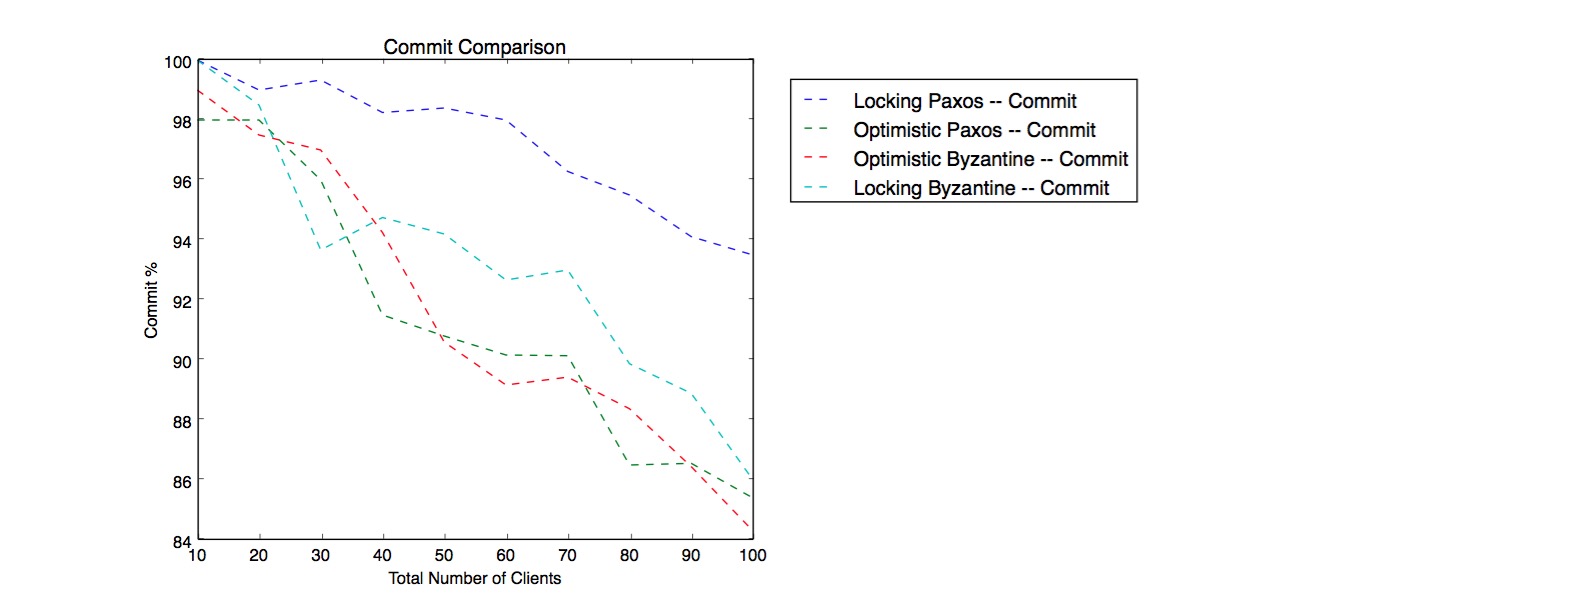 Commit Comparison
100
98
96
94
92
90
88
86
84
Commit %
10 20 30 40 50 60 70 80 90 100
Total Number of Clients
Locking Paxos -- Commit
Optimistic Paxos -- Commit
Optimistic Byzantine -- Commit
Locking Byzantine -- Commit